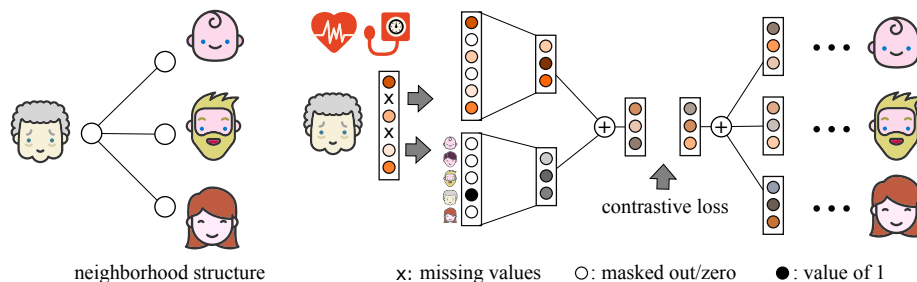 x
x
contrastive loss
neighborhood structure
x: missing values
: masked out/zero
: value of 1